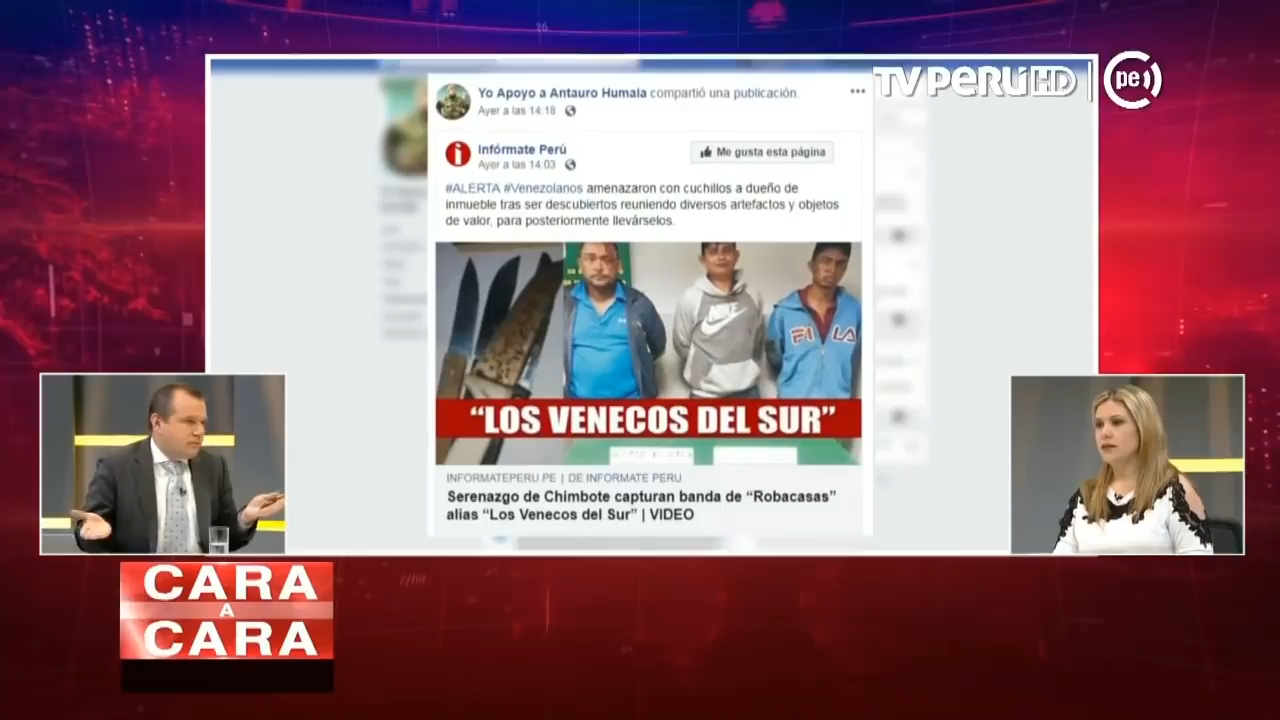 TVPERÚHD
pe
Yo Apoyo a Antauro Humala compartió una publicación.
Ayer a las 14:18
Infórmate Perú
Ayer a las 14:03
Me gusta esta página
#ALERTA #Venezolanos amenazaron con cuchillos a dueño de
inmueble tras ser descubiertos reuniendo diversos artefactos y objetos
de valor, para posteriormente llevárselos.
NIKE
FILA
"LOS VENECOS DEL SUR"
INFORMATEPERU.PE | DE INFORMATE PERU
Serenazgo de Chimbote capturan banda de "Robacasas"
alias "Los Venecos del Sur" | VIDEO
CARA
A
CARA